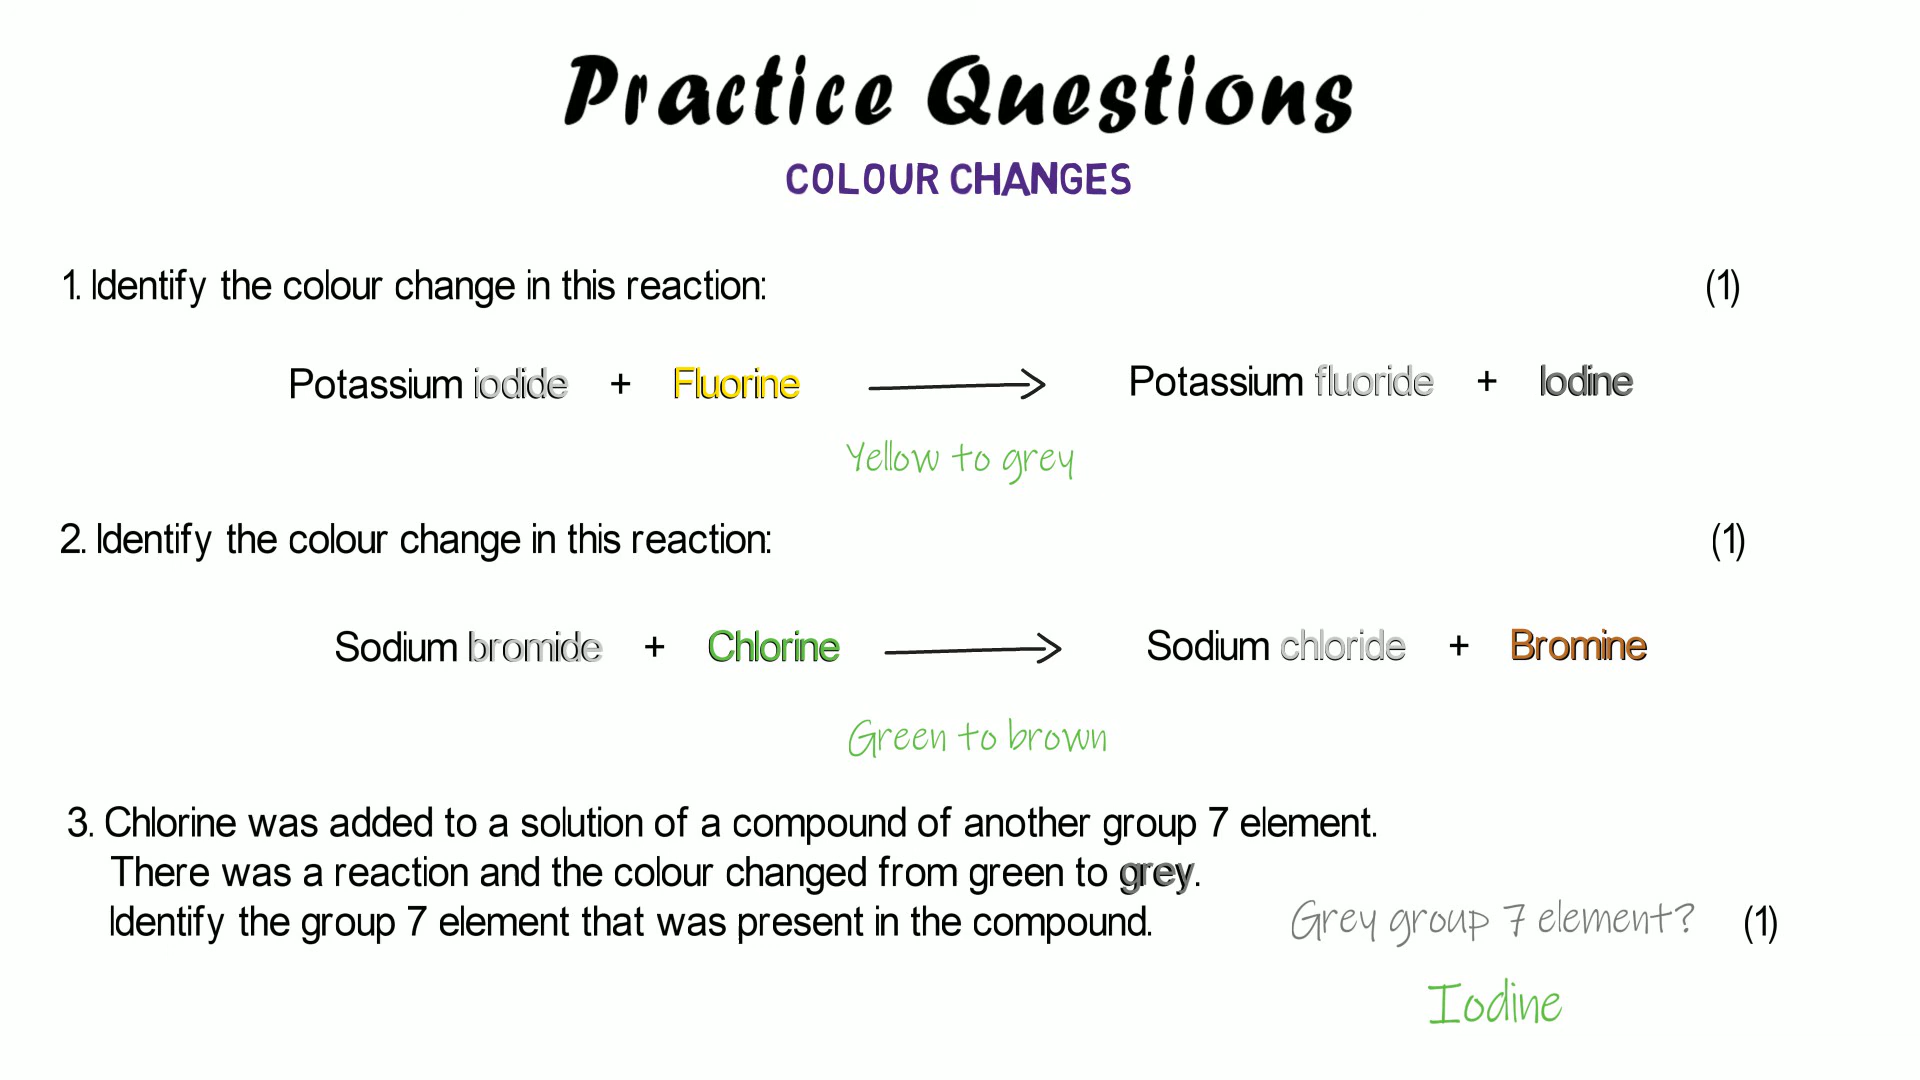 Practice Questions
COLOUR CHANGES
1. Identify the colour change in this reaction: (1)
Potassium iodide + Fluorine → Potassium fluoride + Iodine
Yellow to grey
2. Identify the colour change in this reaction: (1)
Sodium bromide + Chlorine → Sodium chloride + Bromine
Green to brown
3. Chlorine was added to a solution of a compound of another group 7 element.
There was a reaction and the colour changed from green to grey.
Identify the group 7 element that was present in the compound. Grey group 7 element? (1)
Iodine